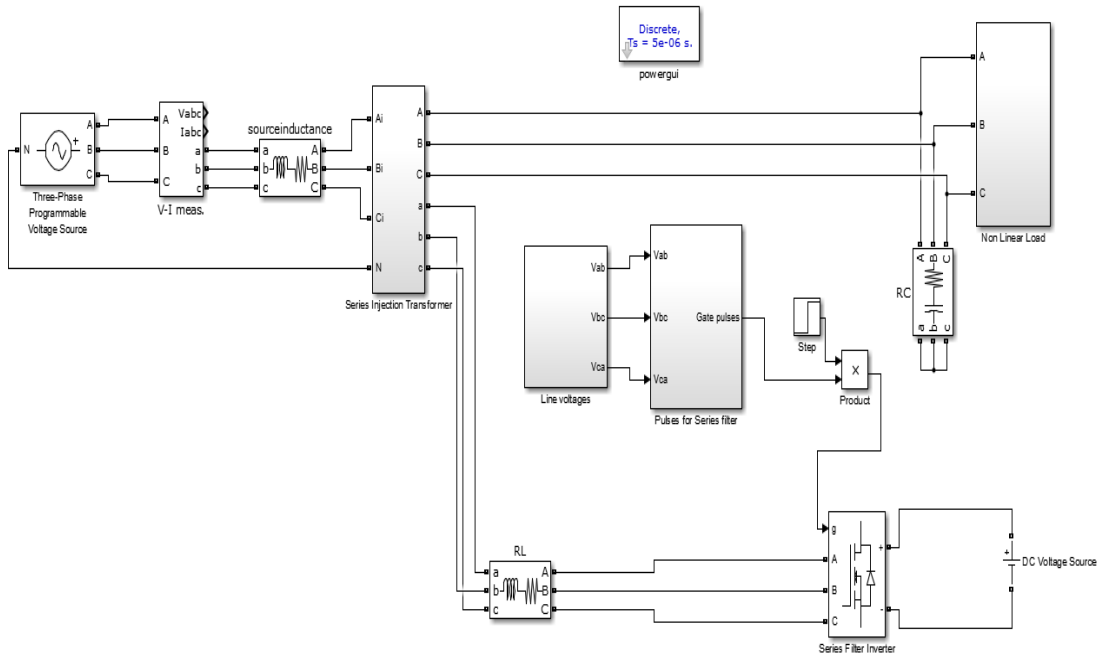 Discrete,
Ts = 5e-06 s.
powergui
A
B
C
Non Linear Load
N
+
A
B
C
Three-Phase
Programmable
Voltage Source
A
B
C
Vabc
Iabc
a
b
c
V-I meas.
sourceinductance
a
b
c
A
B
C
Ai
Bi
Ci
N
A
B
C
a
b
c
Series Injection Transformer
A
B
C
RC
a
b
c
Vab
Vbc
Vca
Line voltages
Vab
Vbc
Vca
Gate pulses
Pulses for Series filter
Step
x
Product
RL
a
b
c
A
B
C
g
A
B
C
+
-
Series Filter Inverter
+
DC Voltage Source